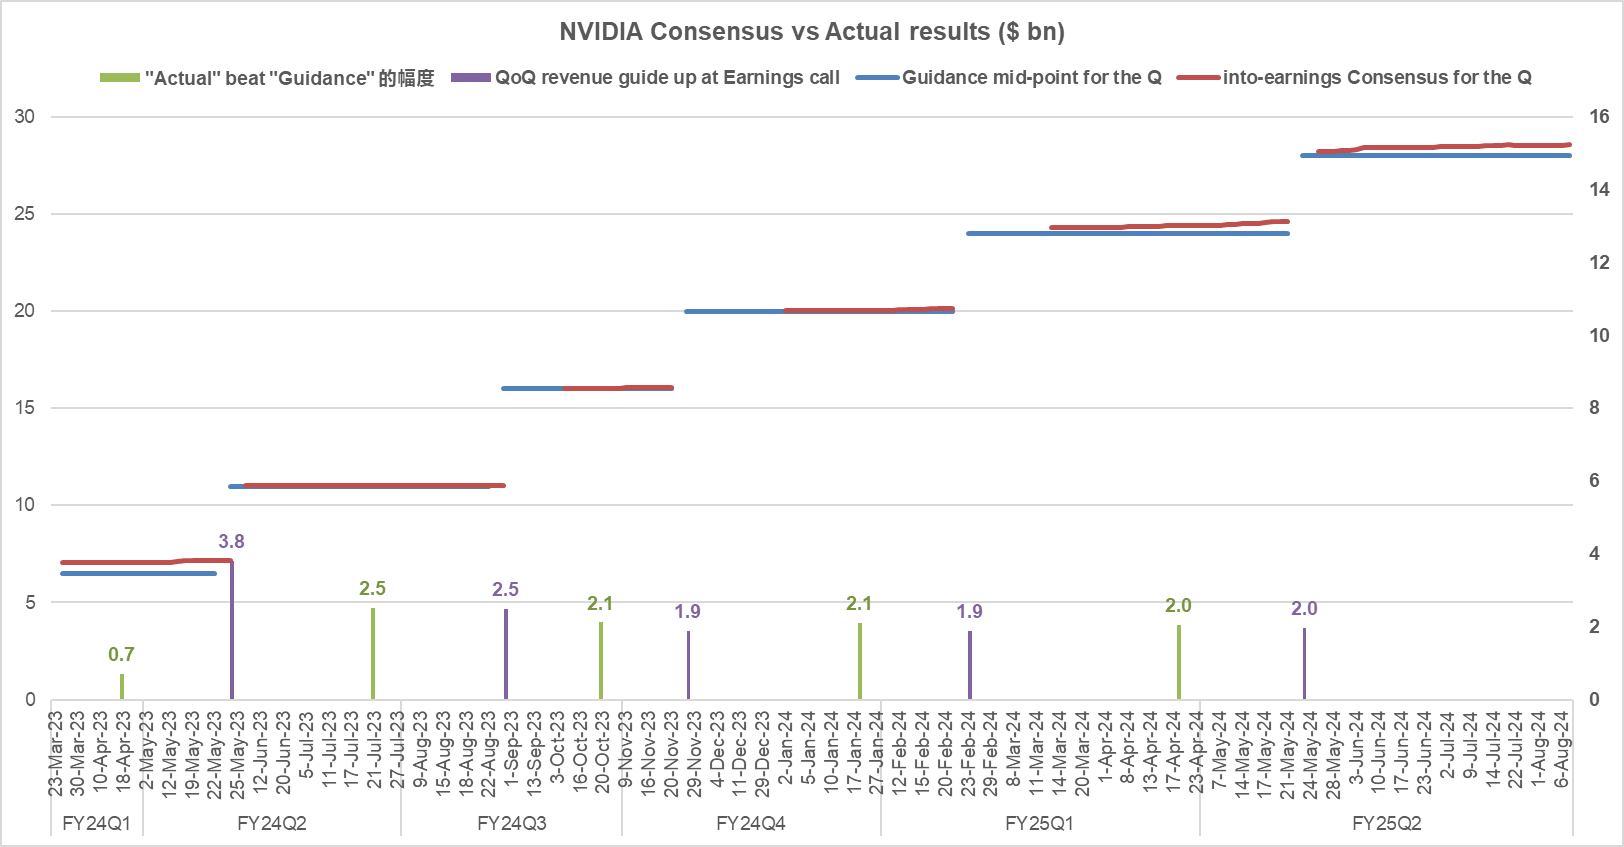 NVIDIA Consensus vs Actual results ($ bn)
"Actual" beat "Guidance" 的幅度 QoQ revenue guide up at Earnings call Guidance mid-point for the Q into-earnings Consensus for the Q
30
25
20
15
10
5
0
16
14
12
10
8
6
4
2
0
0.7
3.8
2.5
2.5
2.1
1.9
2.1
1.9
2.0
2.0
23-Mar-23
30-Mar-23
10-Apr-23
18-Apr-23
2-May-23
12-May-23
19-May-23
22-May-23
25-May-23
12-Jun-23
20-Jun-23
5-Jul-23
11-Jul-23
17-Jul-23
21-Jul-23
27-Jul-23
9-Aug-23
15-Aug-23
18-Aug-23
22-Aug-23
1-Sep-23
13-Sep-23
3-Oct-23
16-Oct-23
20-Oct-23
9-Nov-23
16-Nov-23
20-Nov-23
29-Nov-23
4-Dec-23
11-Dec-23
29-Dec-23
2-Jan-24
5-Jan-24
10-Jan-24
17-Jan-24
27-Jan-24
12-Feb-24
15-Feb-24
20-Feb-24
23-Feb-24
29-Feb-24
8-Mar-24
11-Mar-24
14-Mar-24
20-Mar-24
1-Apr-24
8-Apr-24
13-Apr-24
17-Apr-24
23-Apr-24
7-May-24
14-May-24
17-May-24
21-May-24
24-May-24
28-May-24
3-Jun-24
10-Jun-24
17-Jun-24
23-Jun-24
2-Jul-24
9-Jul-24
14-Jul-24
22-Jul-24
1-Aug-24
6-Aug-24
FY24Q1 FY24Q2 FY24Q3 FY24Q4 FY25Q1 FY25Q2